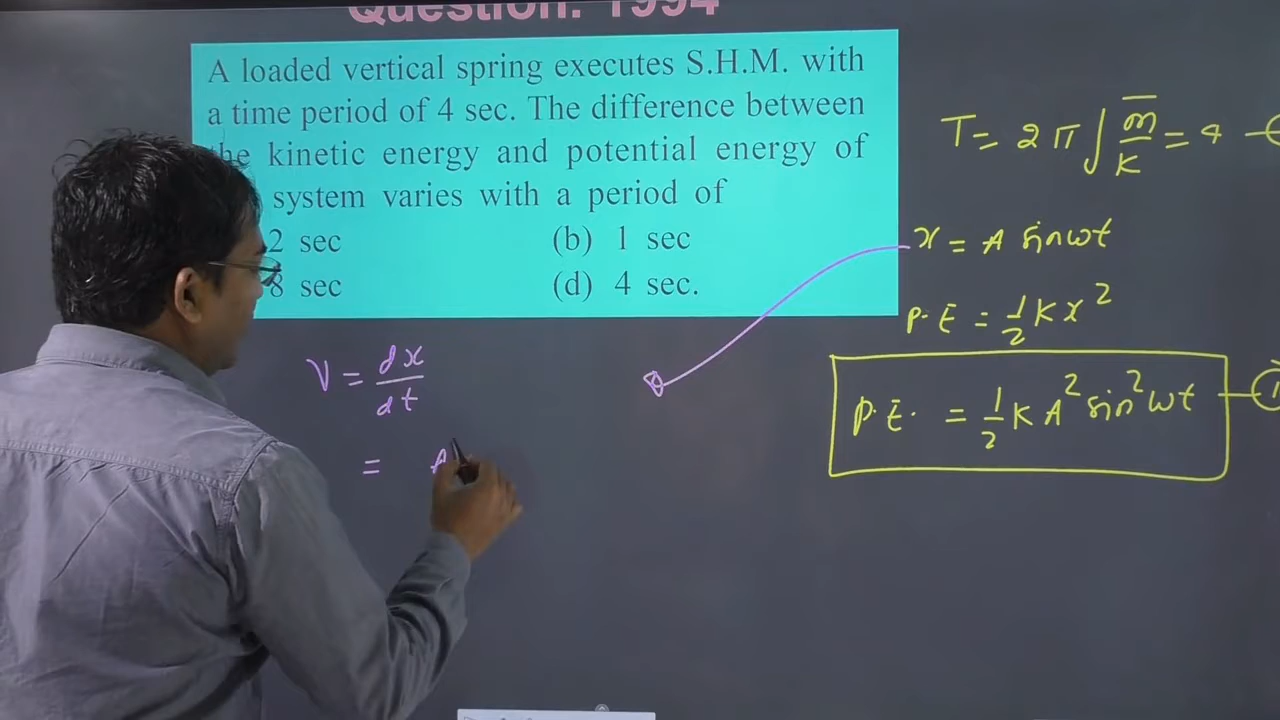 Question: 1994
A loaded vertical spring executes S.H.M. with
a time period of 4 sec. The difference between
kinetic energy and potential energy of
system varies with a period of
2 sec (b) 1 sec
8 sec (d) 4 sec.
T = 2π√m/K = 4
x = A sin ωt
P.E = 1/2 K x²
P.E. = 1/2 K A² sin² ωt
V = dx/dt
= A